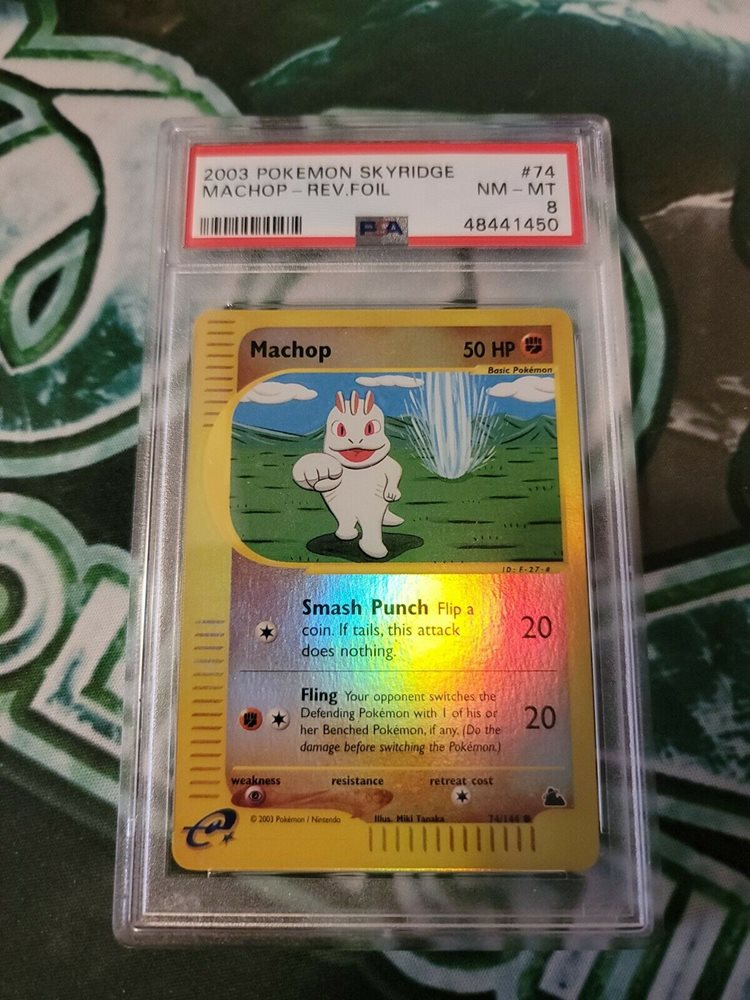 2003 POKEMON SKYRIDGE #74
MACHOP - REV.FOIL NM - MT
8
PSA 48441450
Machop 50 HP
Basic Pokémon
ID: F-27-#
Smash Punch Flip a
coin. If tails, this attack 20
does nothing.
Fling Your opponent switches the
Defending Pokémon with 1 of his or
her Benched Pokémon, if any. (Do the 20
damage before switching the Pokémon.)
weakness resistance retreat cost
© 2003 Pokémon / Nintendo Illus. Miki Tanaka 74/144
e